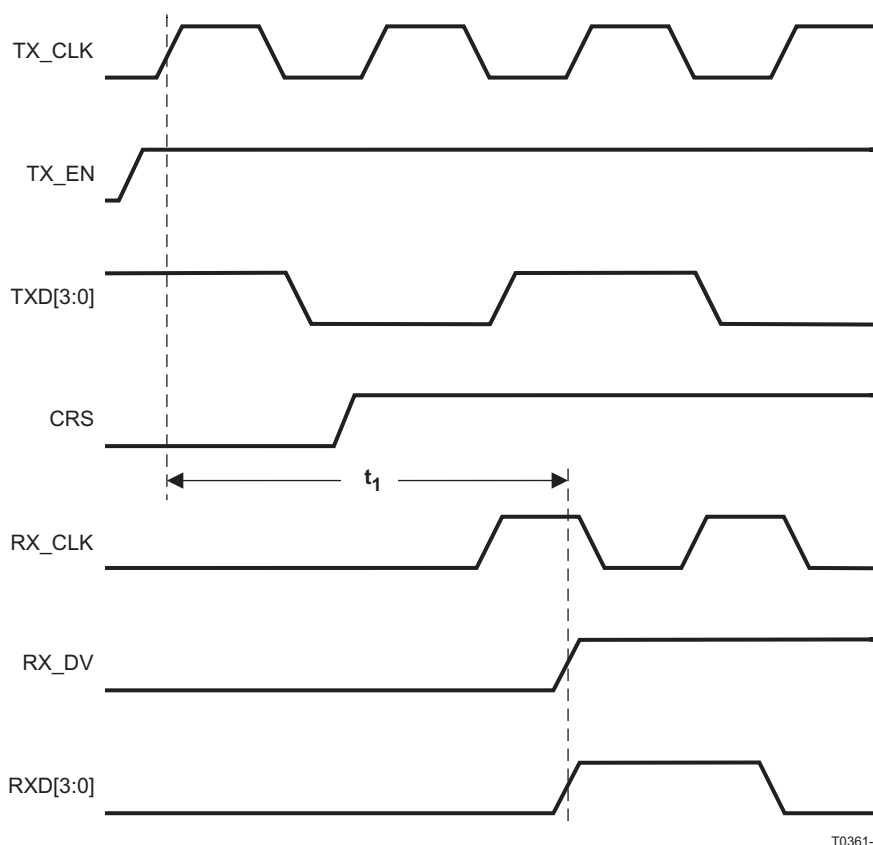 TX_CLK
TX_EN
TXD[3:0]
CRS
t1
RX_CLK
RX_DV
RXD[3:0]
T0361-